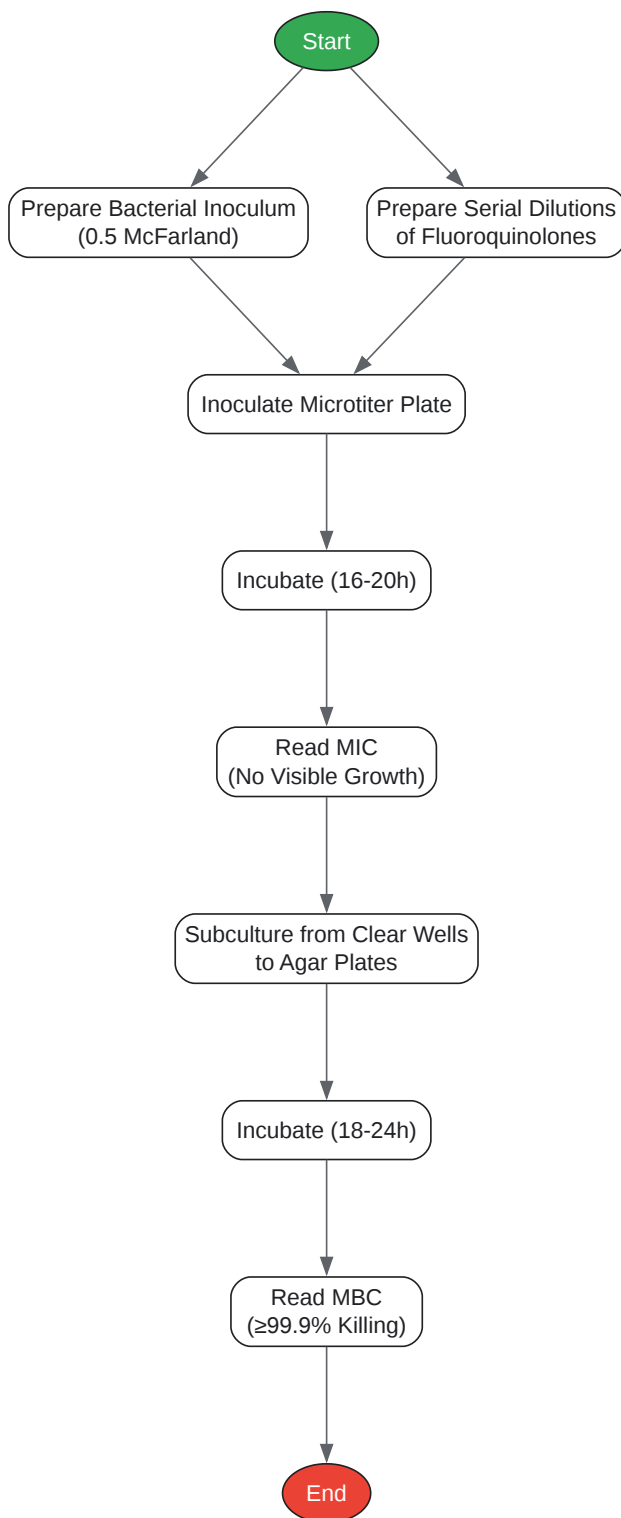 Start
Prepare Bacterial Inoculum
(0.5 McFarland)
Prepare Serial Dilutions
of Fluoroquinolones
Inoculate Microtiter Plate
Incubate (16-20h)
Read MIC
(No Visible Growth)
Subculture from Clear Wells
to Agar Plates
Incubate (18-24h)
Read MBC
(≥99.9% Killing)
End